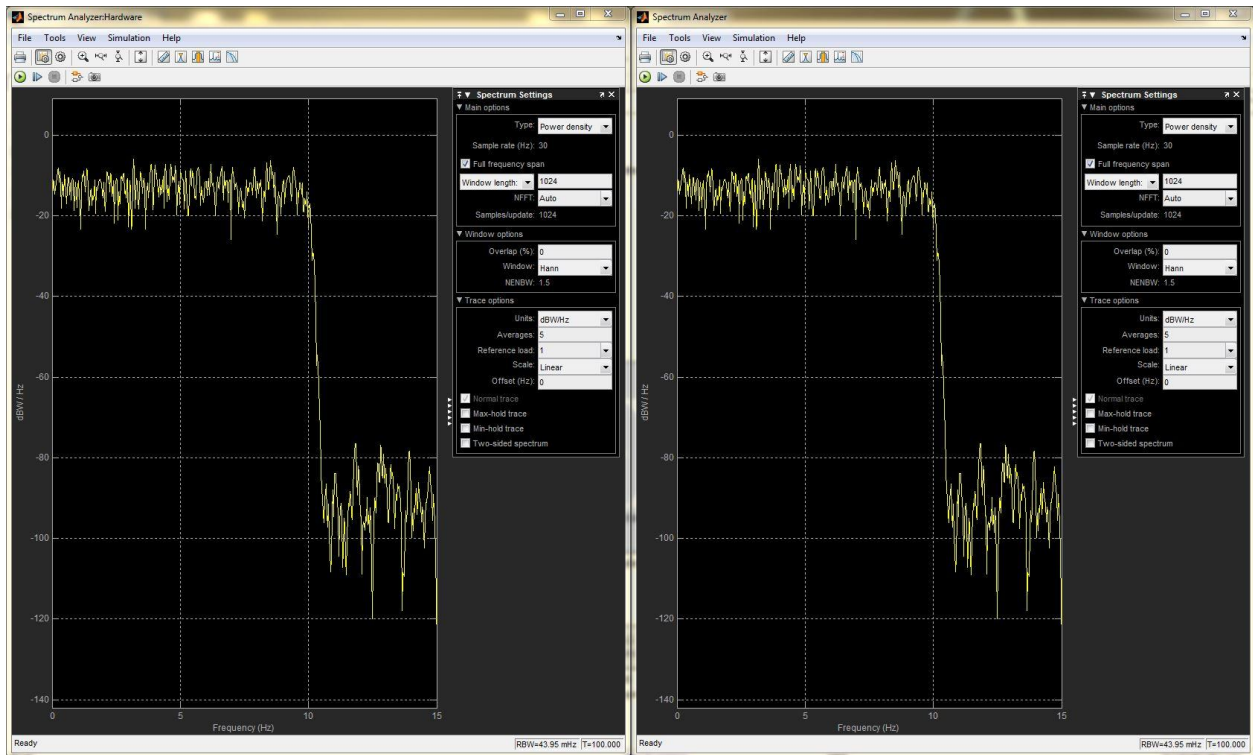 Spectrum Analyzer:Hardware
File Tools View Simulation Help
Spectrum Settings
Main options
Type: Power density
Sample rate (Hz): 30
Full frequency span
Window length: 1024
NFFT: Auto
Samples/update: 1024
Window options
Overlap (%): 0
Window: Hann
NENBW: 1.5
Trace options
Units: dBW/Hz
Averages: 5
Reference load: 1
Scale: Linear
Offset (Hz): 0
Normal trace
Max-hold trace
Min-hold trace
Two-sided spectrum
0
-20
-40
-60
-80
-100
-120
-140
dBW / Hz
0 5 10 15
Frequency (Hz)
Ready RBW=43.95 mHz T=100.000
Spectrum Analyzer
File Tools View Simulation Help
Spectrum Settings
Main options
Type: Power density
Sample rate (Hz): 30
Full frequency span
Window length: 1024
NFFT: Auto
Samples/update: 1024
Window options
Overlap (%): 0
Window: Hann
NENBW: 1.5
Trace options
Units: dBW/Hz
Averages: 5
Reference load: 1
Scale: Linear
Offset (Hz): 0
Normal trace
Max-hold trace
Min-hold trace
Two-sided spectrum
0
-20
-40
-60
-80
-100
-120
-140
dBW / Hz
0 5 10 15
Frequency (Hz)
Ready RBW=43.95 mHz T=100.000